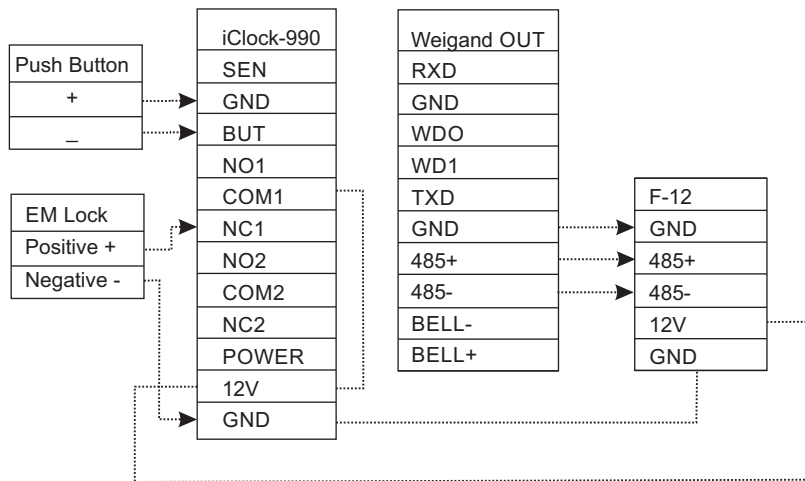 Push Button
+
_
EM Lock
Positive +
Negative -
iClock-990
SEN
GND
BUT
NO1
COM1
NC1
NO2
COM2
NC2
POWER
12V
GND
Weigand OUT
RXD
GND
WDO
WD1
TXD
GND
485+
485-
BELL-
BELL+
F-12
GND
485+
485-
12V
GND